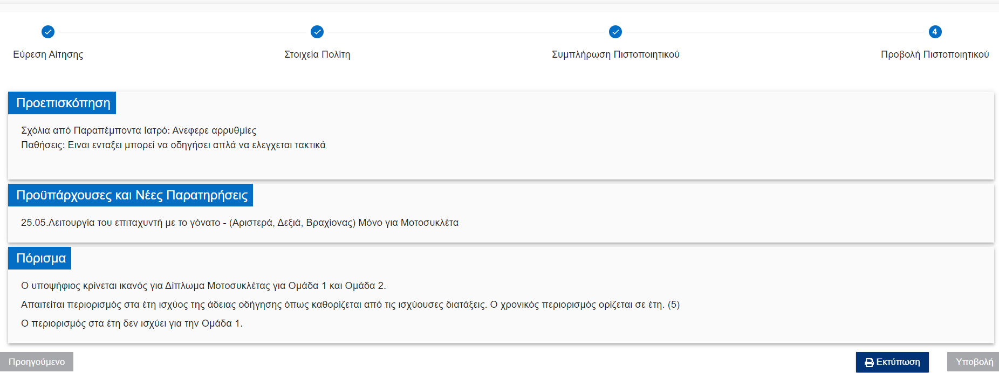 4
Εύρεση Αίτησης
Στοιχεία Πολίτη
Συμπλήρωση Πιστοποιητικού
Προβολή Πιστοποιητικού
Προεπισκόπηση
Σχόλια από Παραπέμποντα Ιατρό: Ανεφερε αρρυθμίες
Παθήσεις: Ειναι ενταξει μπορεί να οδηγήσει απλά να ελεγχεται τακτικά
Προϋπάρχουσες και Νέες Παρατηρήσεις
25.05.Λειτουργία του επιταχυντή με το γόνατο - (Αριστερά, Δεξιά, Βραχίονας) Μόνο για Μοτοσυκλέτα
Πόρισμα
Ο υποψήφιος κρίνεται ικανός για Δίπλωμα Μοτοσυκλέτας για Ομάδα 1 και Ομάδα 2.
Απαιτείται περιορισμός στα έτη ισχύος της άδειας οδήγησης όπως καθορίζεται από τις ισχύουσες διατάξεις. Ο χρονικός περιορισμός ορίζεται σε έτη. (5)
Ο περιορισμός στα έτη δεν ισχύει για την Ομάδα 1.
Προηγούμενο
Εκτύπωση
Υποβολή